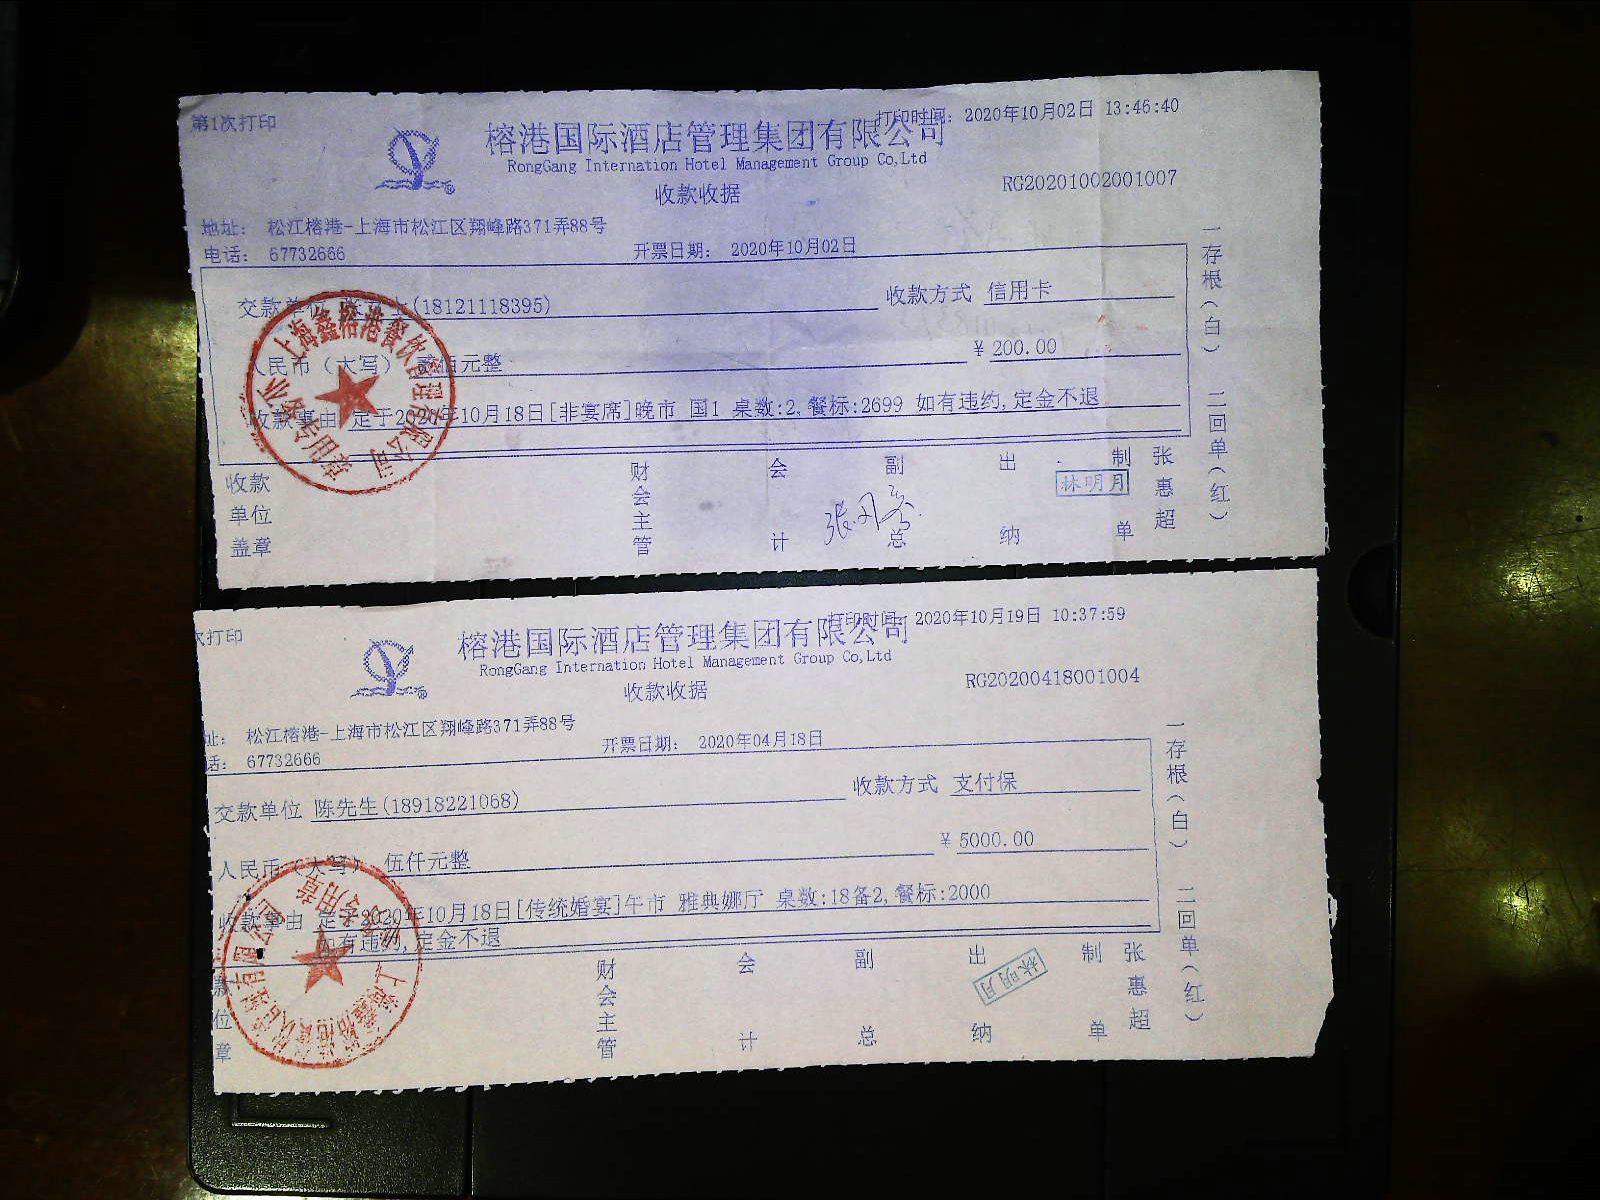 第1次打印
打印时间: 2020年10月02日 13:46:40
榕港国际酒店管理集团有限公司
RongGang Internation Hotel Management Group Co,Ltd
收款收据
RG20201002001007
地址: 松江榕港-上海市松江区翔峰路371弄88号
电话: 67732666
开票日期: 2020年10月02日
交款单位 (18121118395)
收款方式 信用卡
人民币（大写） 贰佰元整
¥ 200.00
收款事由 定于2020年10月18日[非宴席]晚市 国1 桌数:2,餐标:2699 如有违约,定金不退
收款单位盖章
财会主管
会计
副总
出纳
制单
张惠超
林明月
一存根(白) 二回单(红)
上海鑫榕港餐饮管理有限公司
业务专用章
次打印
打印时间: 2020年10月19日 10:37:59
榕港国际酒店管理集团有限公司
RongGang Internation Hotel Management Group Co,Ltd
收款收据
RG20200418001004
址: 松江榕港-上海市松江区翔峰路371弄88号
话: 67732666
开票日期: 2020年04月18日
交款单位 陈先生(18918221068)
收款方式 支付保
人民币（大写） 伍仟元整
¥ 5000.00
收款事由 定于2020年10月18日[传统婚宴]午市 雅典娜厅 桌数:18备2,餐标:2000
如有违约,定金不退
款位章
财会主管
会计
副总
出纳
制单
张惠超
林明月
一存根(白) 二回单(红)